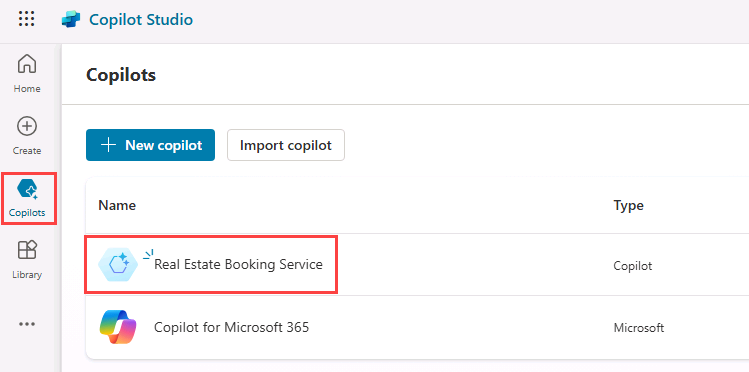 Copilot Studio
Home
Create
Copilots
Library
Copilots
New copilot
Import copilot
Name Type
Real Estate Booking Service Copilot
Copilot for Microsoft 365 Microsoft